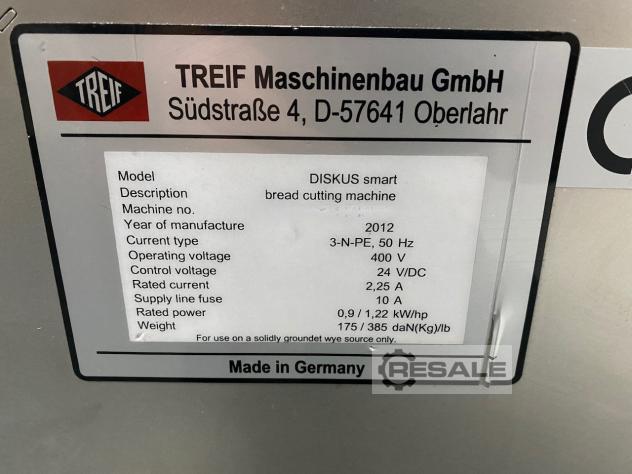 TREIF
TREIF Maschinenbau GmbH
Südstraße 4, D-57641 Oberlahr
Model DISKUS smart
Description bread cutting machine
Machine no.
Year of manufacture 2012
Current type 3-N-PE, 50 Hz
Operating voltage 400 V
Control voltage 24 V/DC
Rated current 2,25 A
Supply line fuse 10 A
Rated power 0,9 / 1,22 kW/hp
Weight 175 / 385 daN(Kg)/lb
For use on a solidly groundet wye source only.
Made in Germany
RESALE